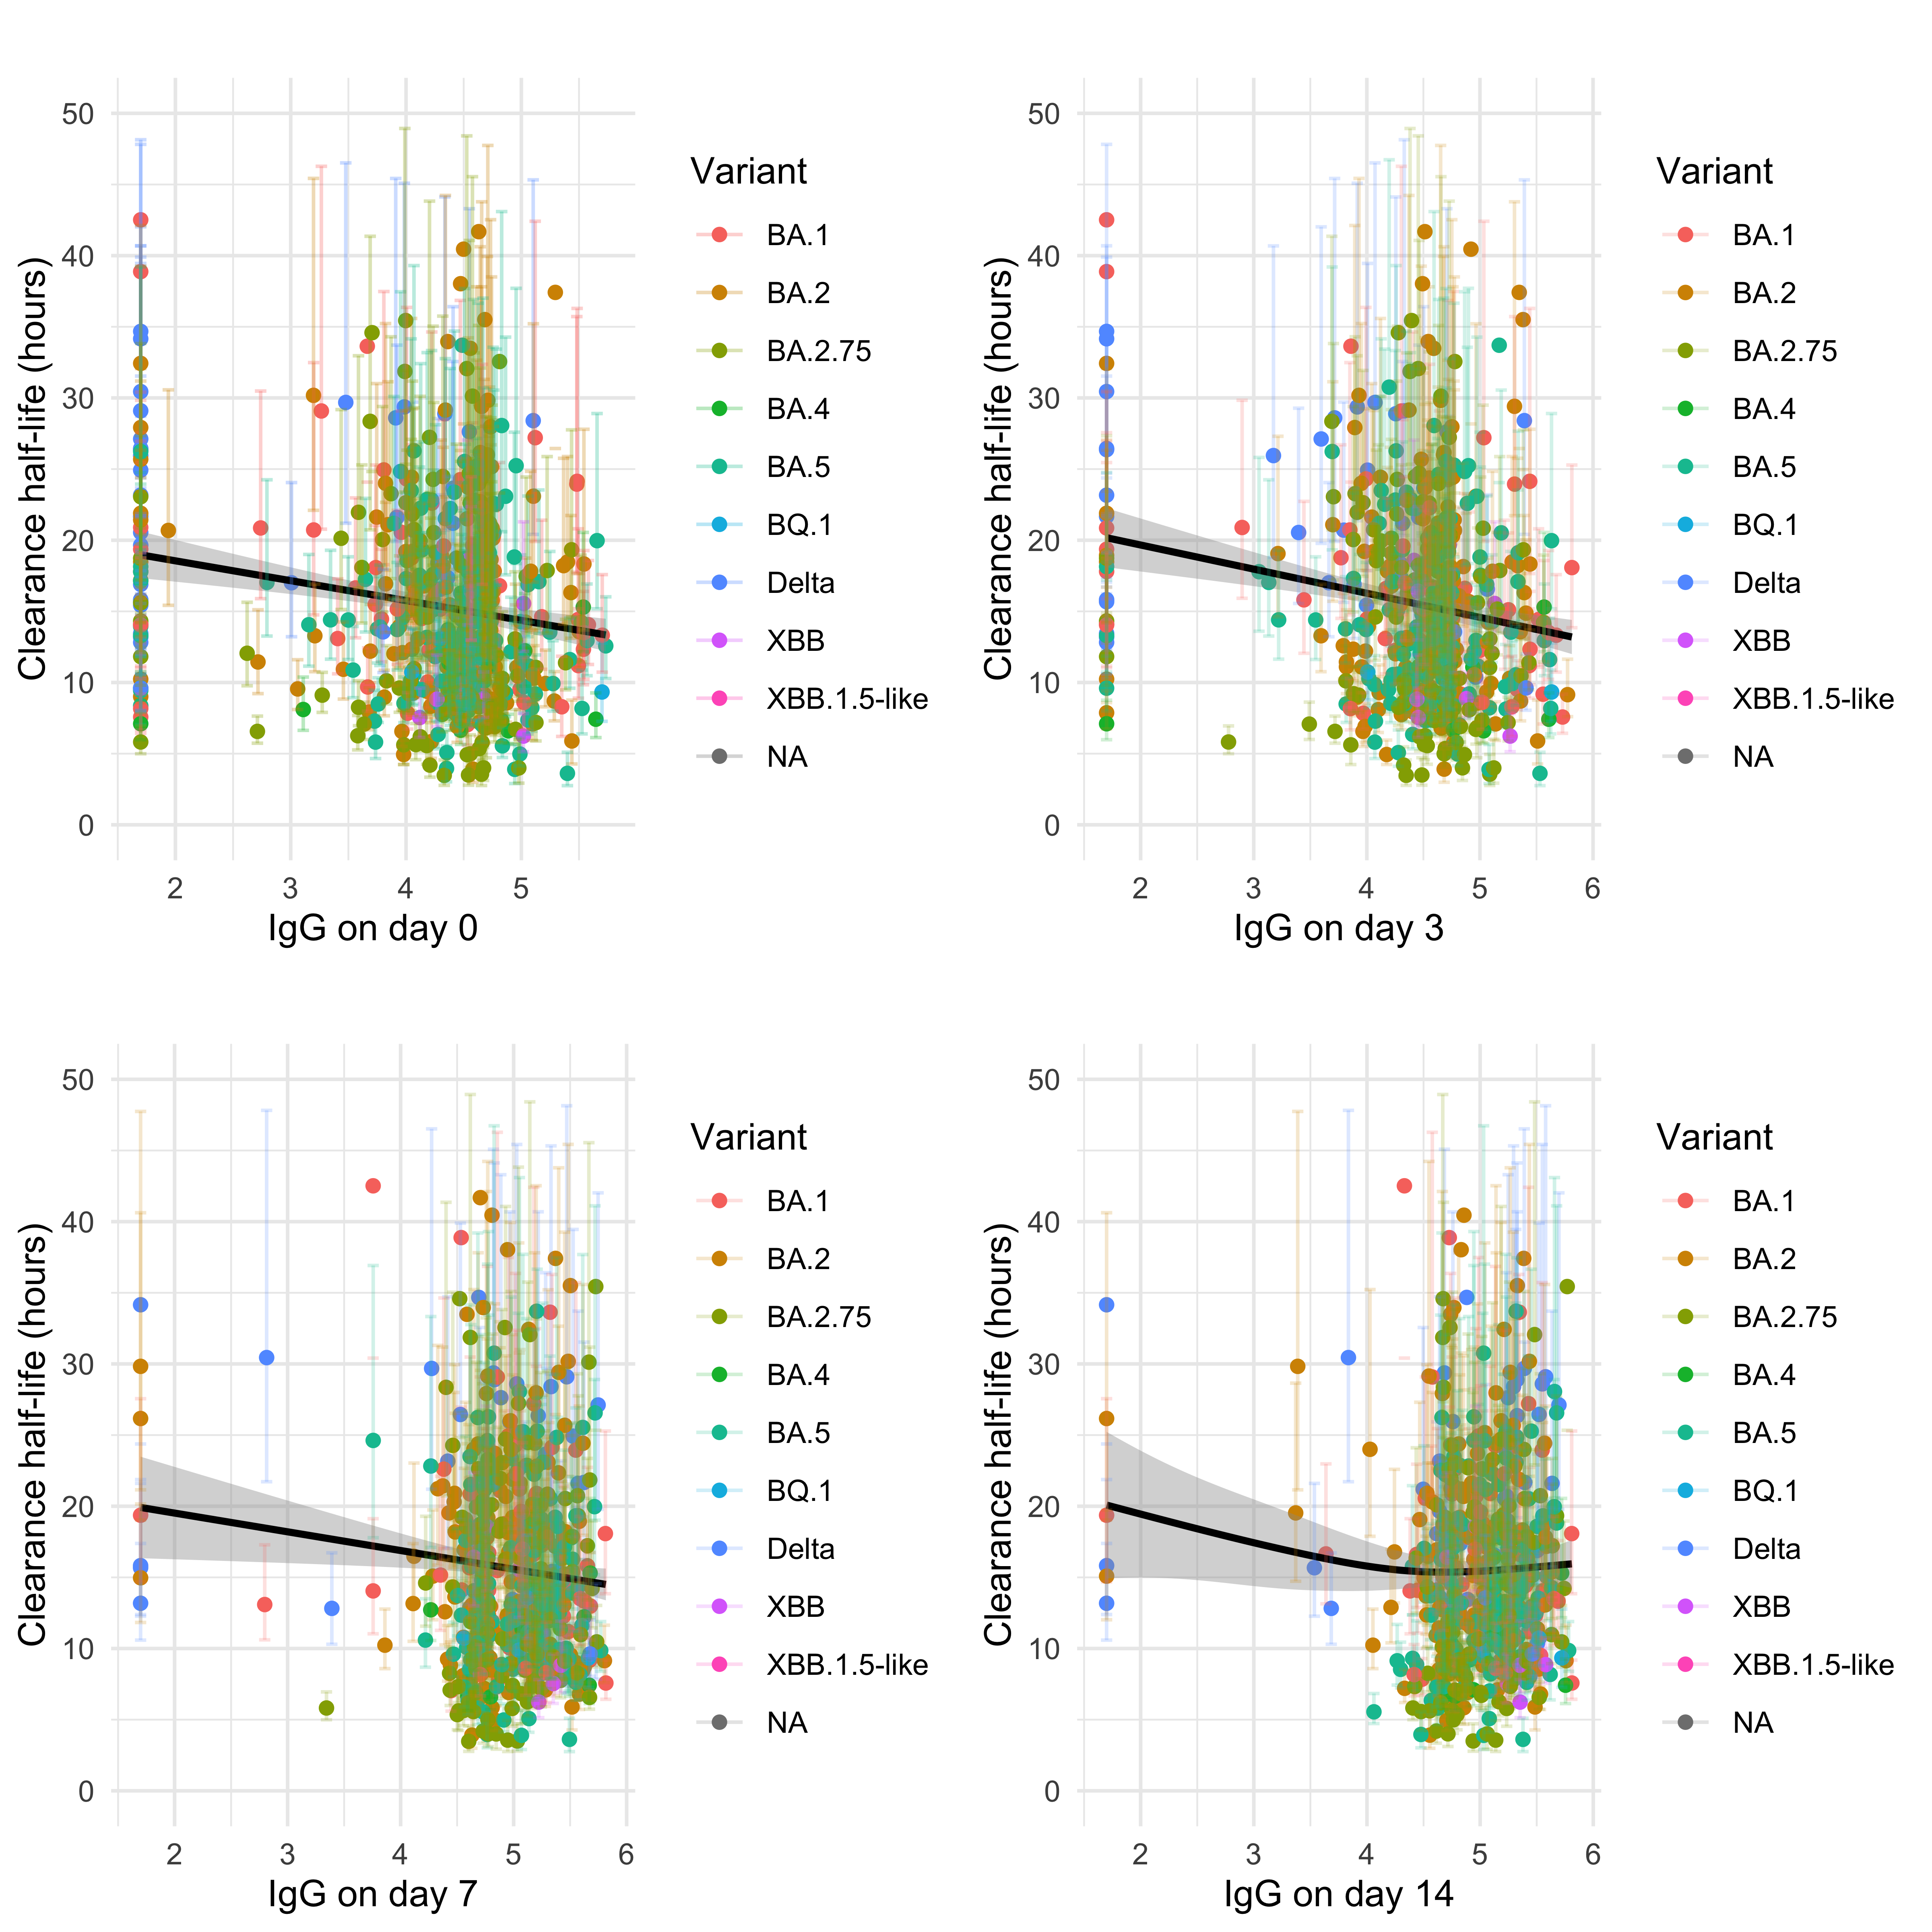 50
40
30
20
10
0
Clearance half-life (hours)
2 3 4 5
IgG on day 0
Variant
BA.1
BA.2
BA.2.75
BA.4
BA.5
BQ.1
Delta
XBB
XBB.1.5-like
NA
50
40
30
20
10
0
Clearance half-life (hours)
2 3 4 5 6
IgG on day 3
Variant
BA.1
BA.2
BA.2.75
BA.4
BA.5
BQ.1
Delta
XBB
XBB.1.5-like
NA
50
40
30
20
10
0
Clearance half-life (hours)
2 3 4 5 6
IgG on day 7
Variant
BA.1
BA.2
BA.2.75
BA.4
BA.5
BQ.1
Delta
XBB
XBB.1.5-like
NA
50
40
30
20
10
0
Clearance half-life (hours)
2 3 4 5 6
IgG on day 14
Variant
BA.1
BA.2
BA.2.75
BA.4
BA.5
BQ.1
Delta
XBB
XBB.1.5-like
NA